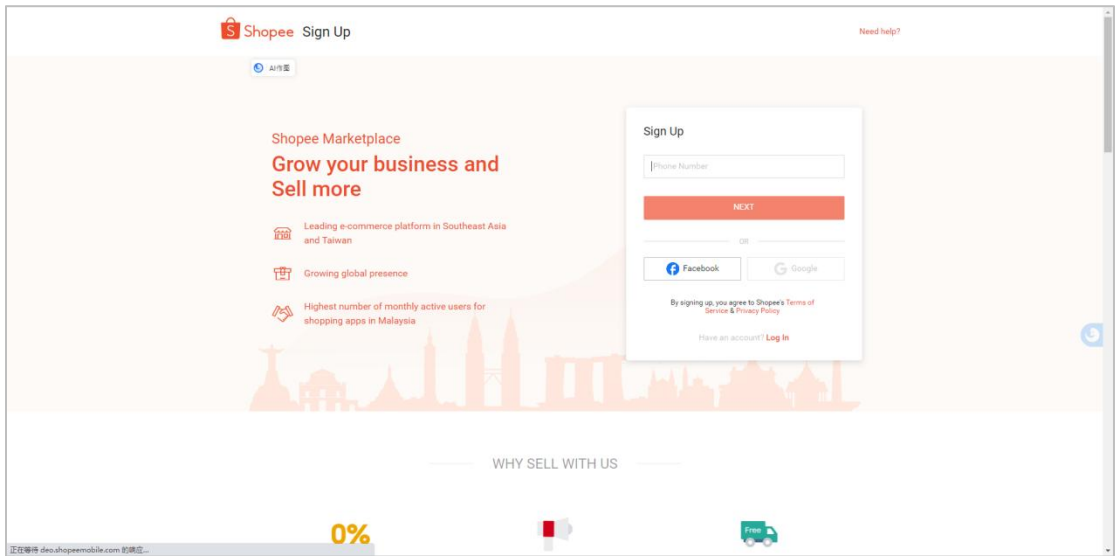 Shopee Sign Up
Need help?
AI作图
Shopee Marketplace
Grow your business and
Sell more
Leading e-commerce platform in Southeast Asia
and Taiwan
Growing global presence
Highest number of monthly active users for
shopping apps in Malaysia
Sign Up
Phone Number
NEXT
OR
Facebook
Google
By signing up, you agree to Shopee's Terms of
Service & Privacy Policy
Have an account? Log In
WHY SELL WITH US
0%
Free
正在等待 deo.shopeemobile.com 的响应...